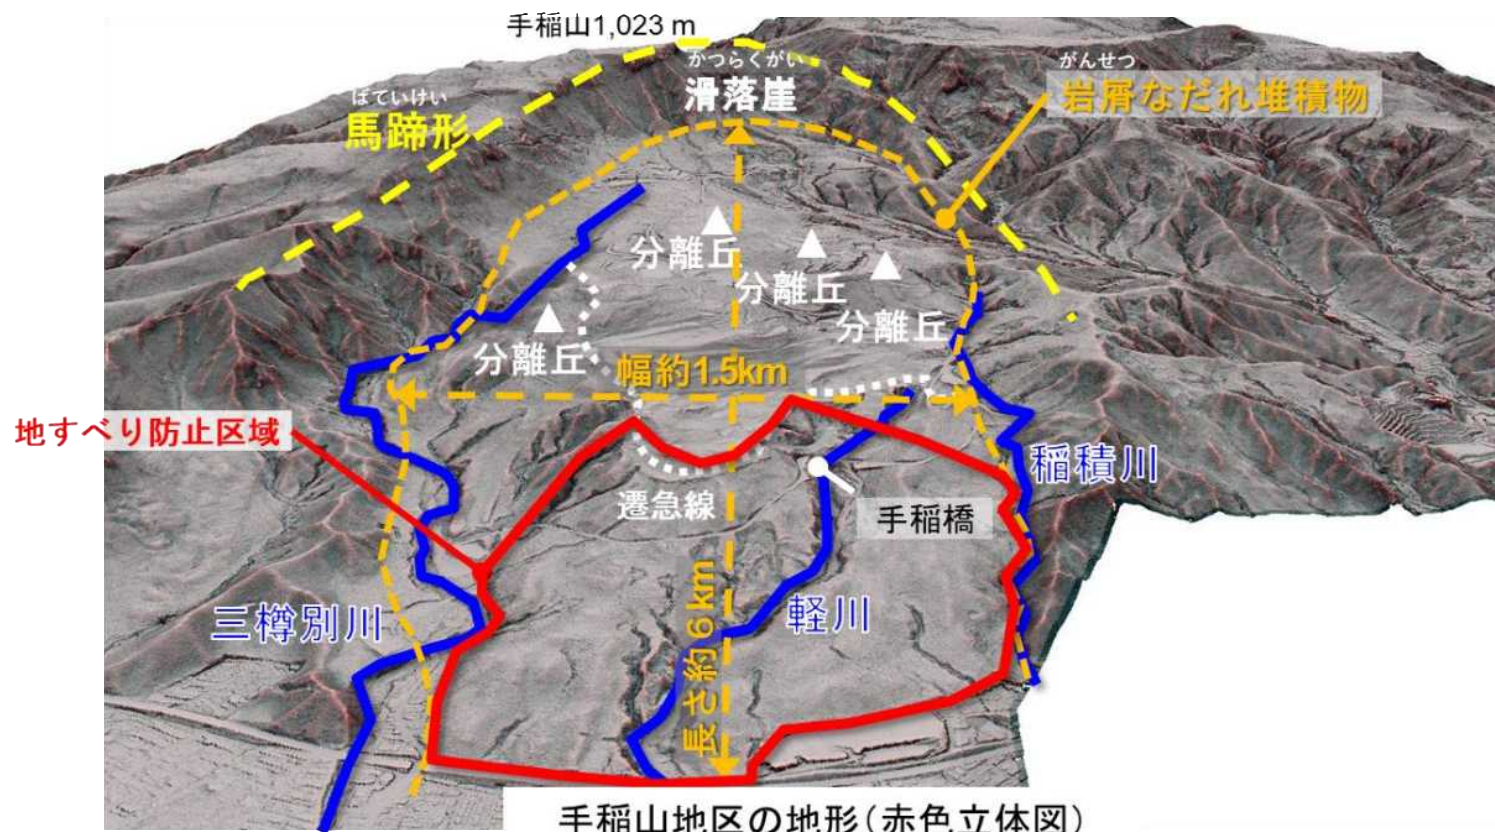 手稲山1,023 m
かつらくがい
滑落崖
がんせつ
岩屑なだれ堆積物
ばていけい
馬蹄形
分離丘
分離丘
分離丘
分離丘
幅約1.5km
地すべり防止区域
稲積川
遷急線
手稲橋
長さ約6km
三樽別川
軽川
手稲山地区の地形(赤色立体図)